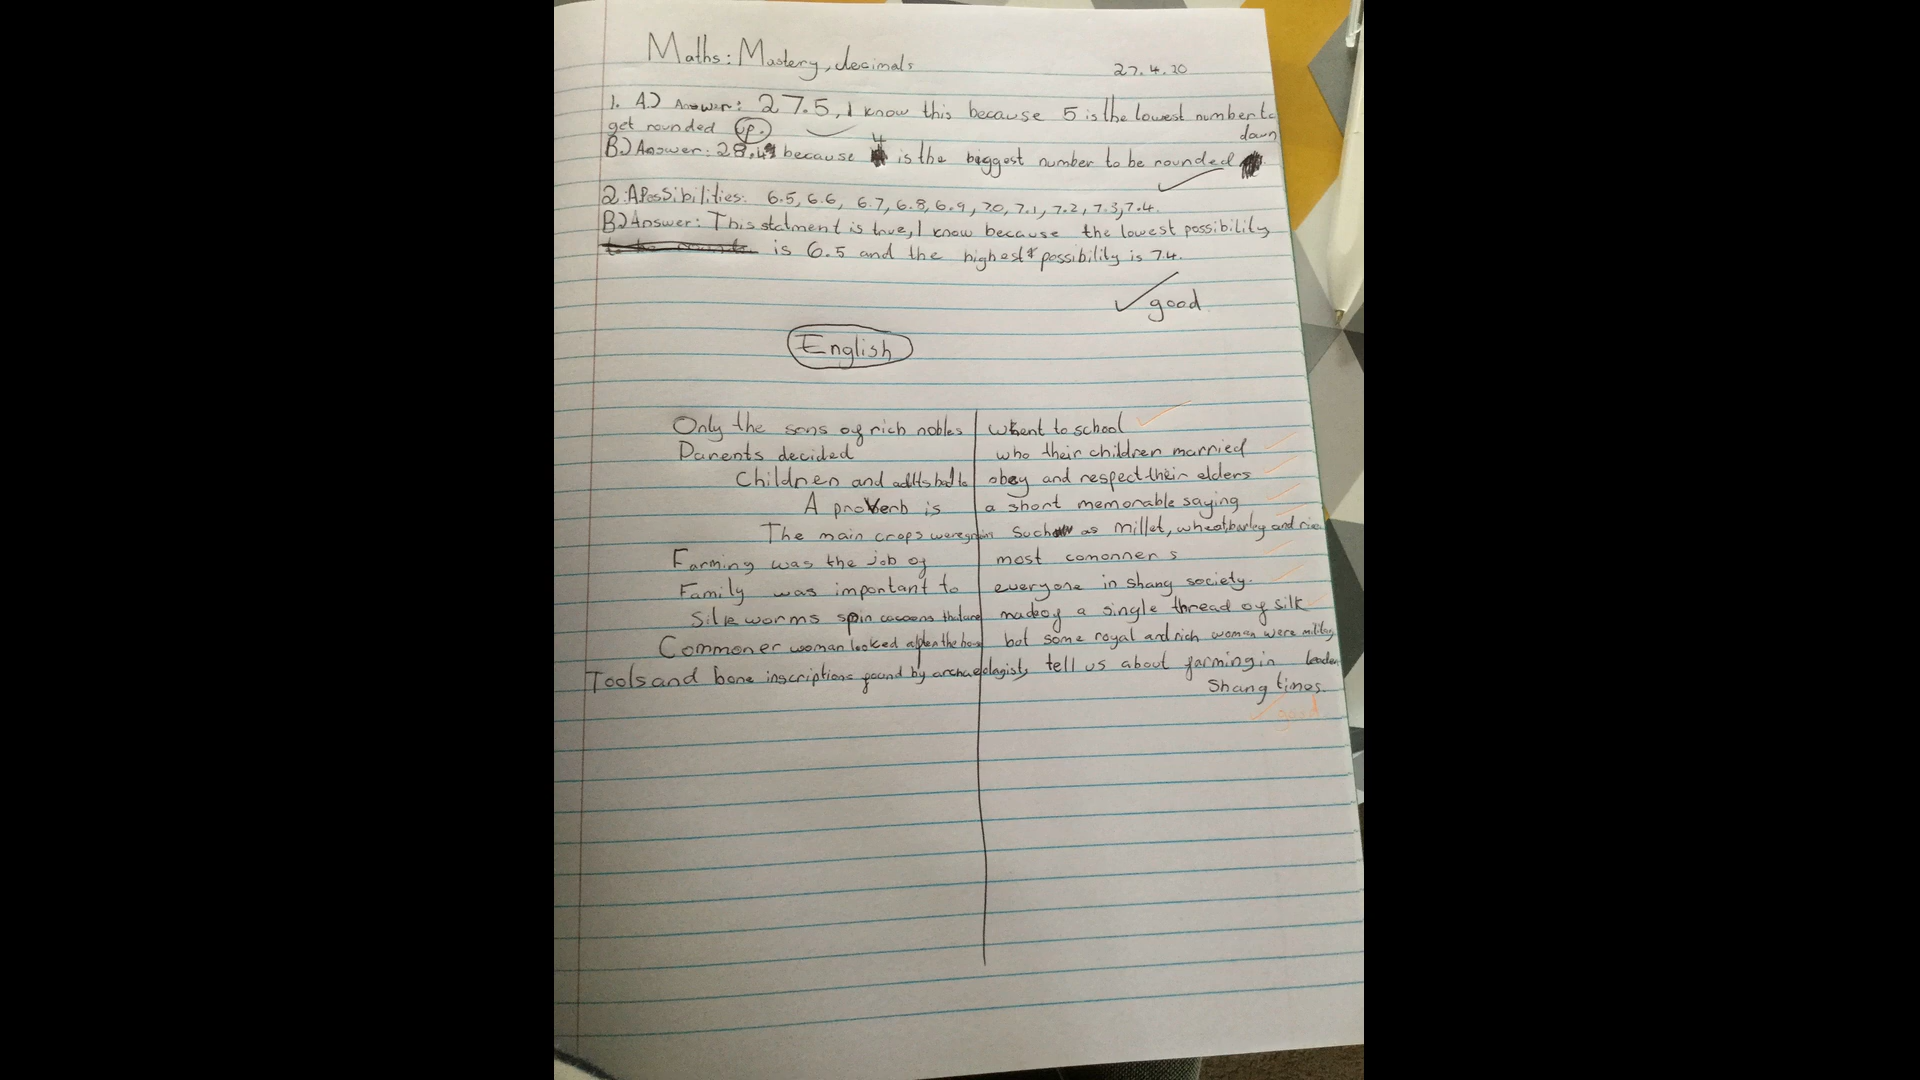 Maths: Mastery, decimals
27.4.20
1. A) Answer: 27.5, I know this because 5 is the lowest number to
get rounded up.
B) Answer: 28.4 because 4 is the biggest number to be rounded down
2. A Possibilities: 6.5, 6.6, 6.7, 6.8, 6.9, 7.0, 7.1, 7.2, 7.3, 7.4.
B) Answer: This statment is true, I know because the lowest possibility
is 6.5 and the highest possibility is 7.4.
good
English
Only the sons of rich nobles went to school
Parents decided who their children married
Children and adlts had to obey and respect their elders
A proverb is a short memorable saying
The main crops were grains such as millet, wheat, barley and rice
Farming was the job of most comonners
Family was important to everyone in shang society.
Silk worms spin cocoons that are made of a single thread of silk
Commoner woman looked after the house but some royal and rich woman were military
leader
Tools and bone inscriptions found by archaeologists tell us about farming in
Shang times.
good